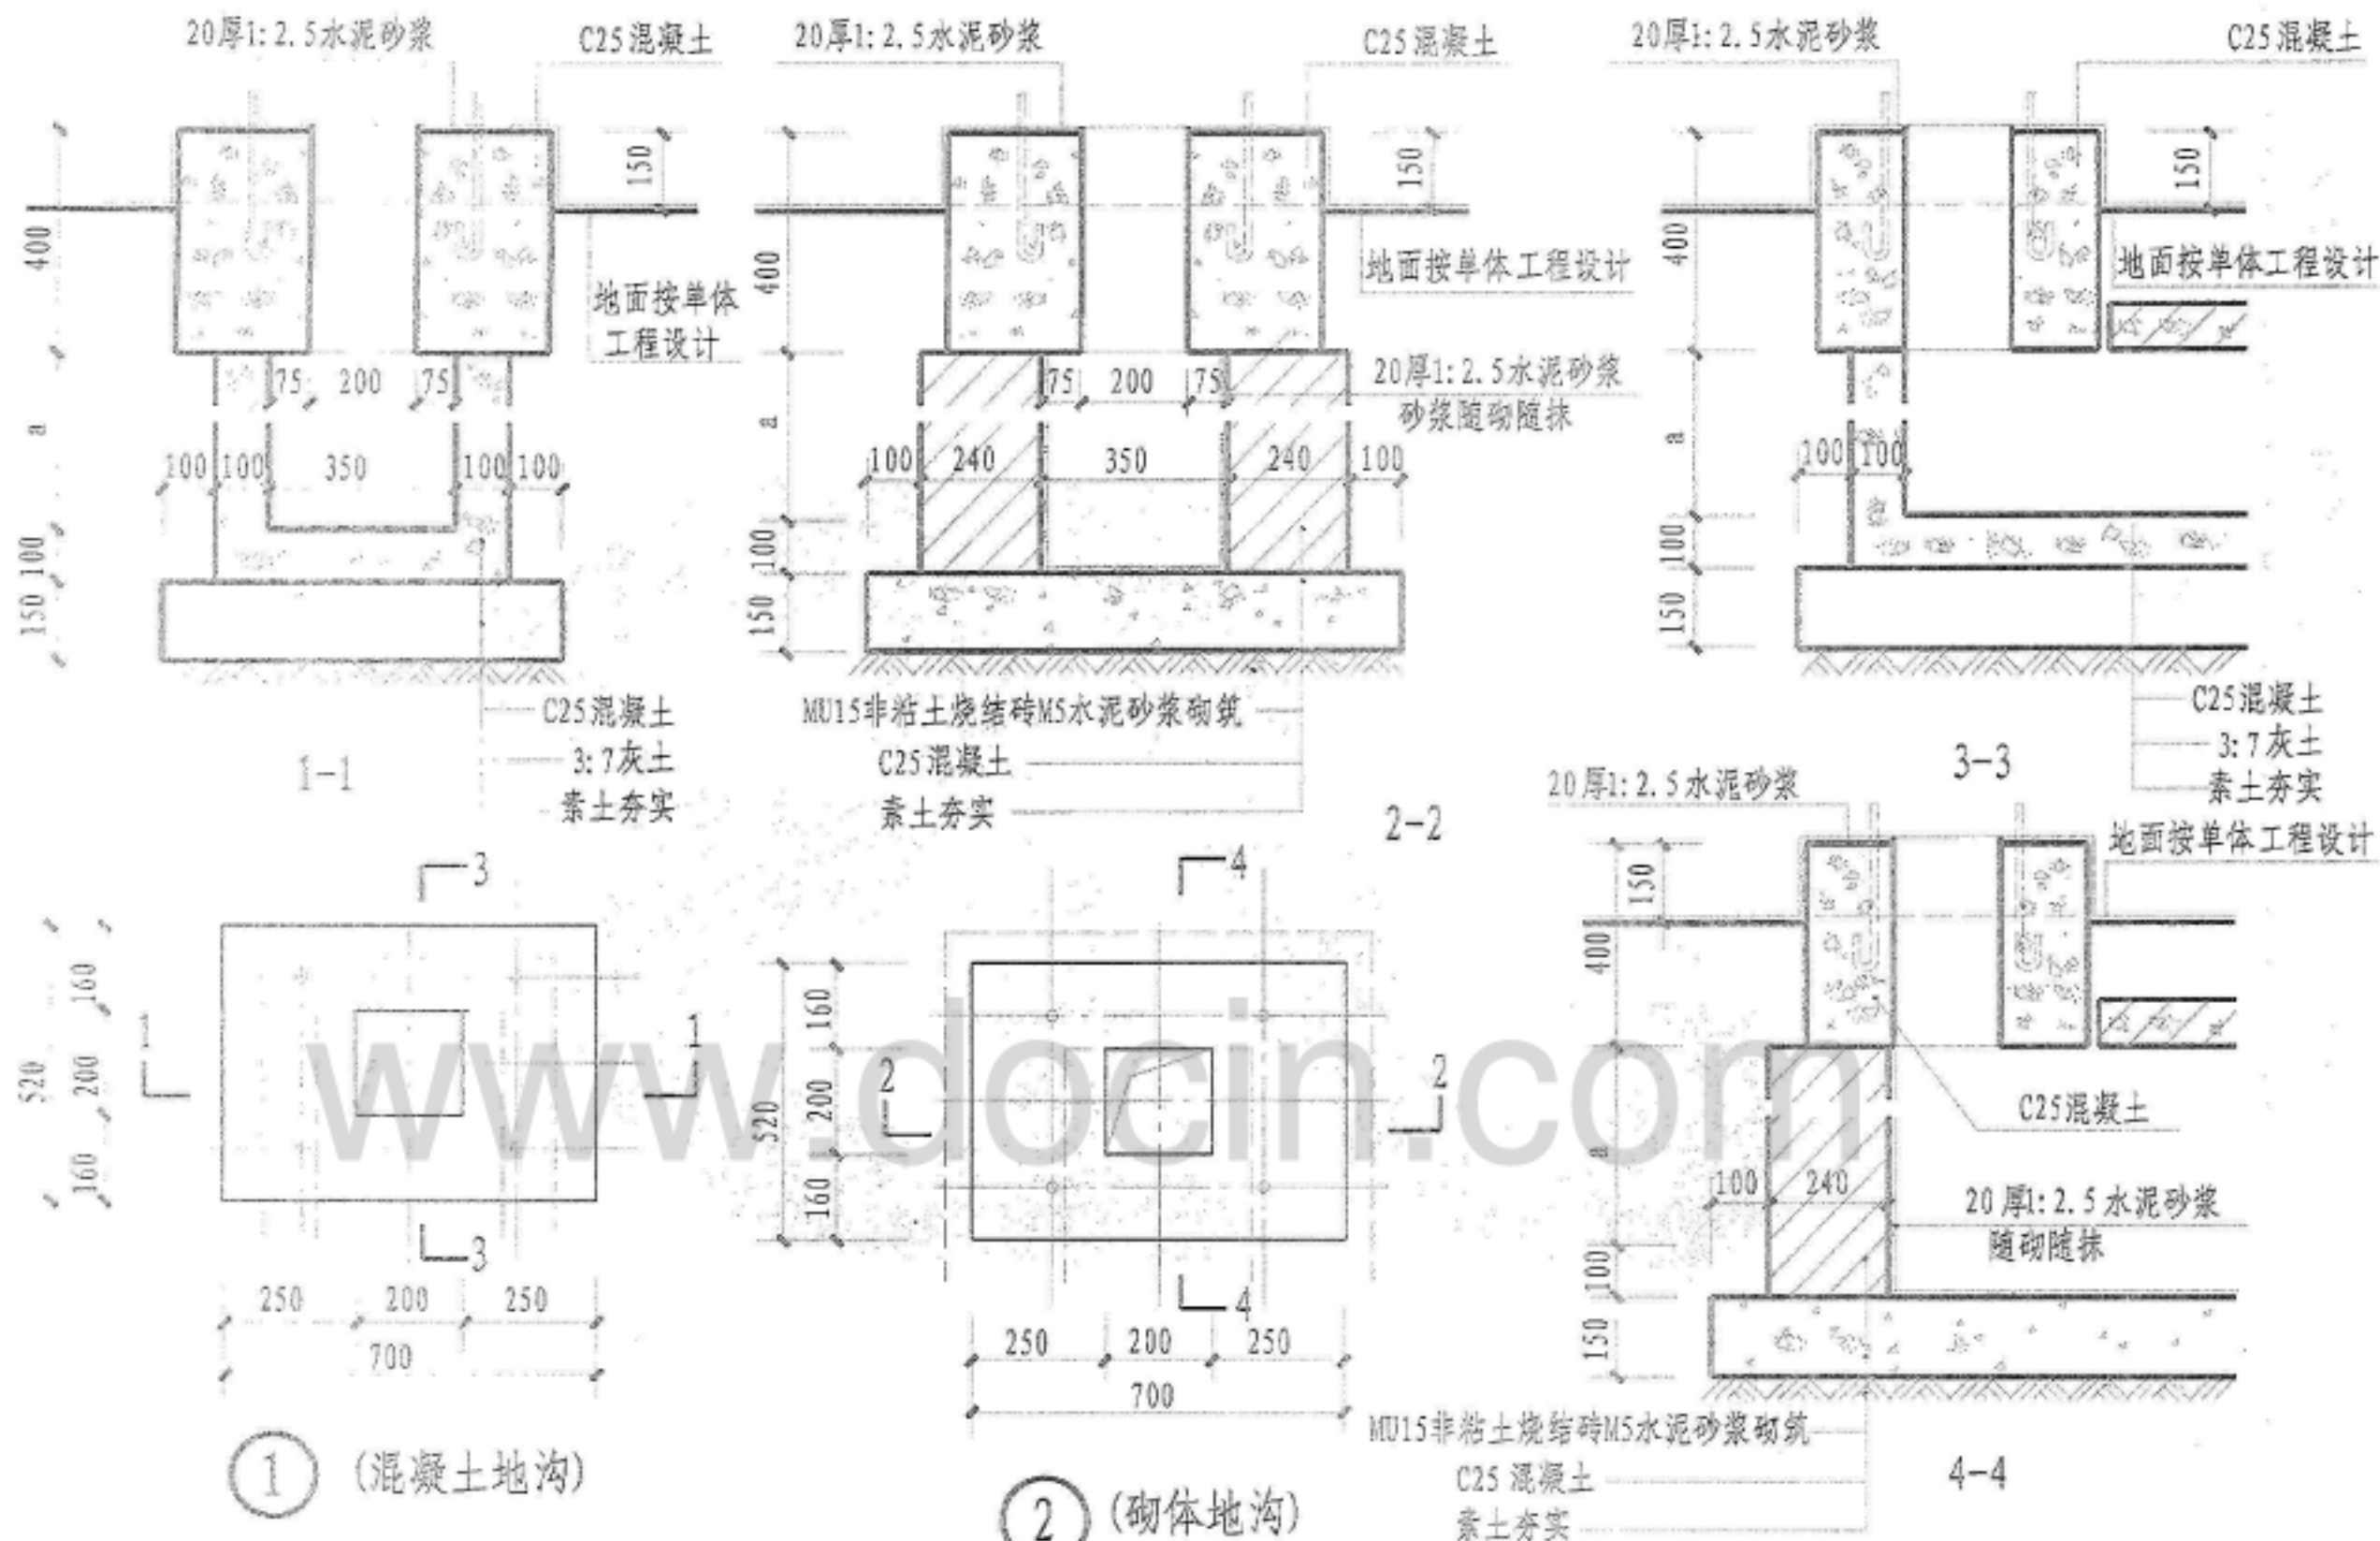 20厚1:2.5水泥砂浆
C25混凝土
150
400
地面按单体
工程设计
75
200
75
a
100
100
350
100
100
100
150
C25混凝土
3:7灰土
素土夯实
1-1
20厚1:2.5水泥砂浆
C25混凝土
150
400
地面按单体工程设计
75
200
75
20厚1:2.5水泥砂浆
砂浆随砌随抹
a
100
240
350
240
100
100
150
MU15非粘土烧结砖M5水泥砂浆砌筑
C25混凝土
素土夯实
2-2
20厚1:2.5水泥砂浆
C25混凝土
150
400
地面按单体工程设计
a
100
100
100
150
C25混凝土
3:7灰土
素土夯实
3-3
3
160
520
200
160
1
3
250
200
250
700
1
(混凝土地沟)
4
160
520
200
160
2
2
4
250
200
250
700
2
(砌体地沟)
20厚1:2.5水泥砂浆
地面按单体工程设计
150
400
C25混凝土
a
100
240
20厚1:2.5水泥砂浆
随砌随抹
100
150
MU15非粘土烧结砖M5水泥砂浆砌筑
C25混凝土
素土夯实
4-4
www.docin.com